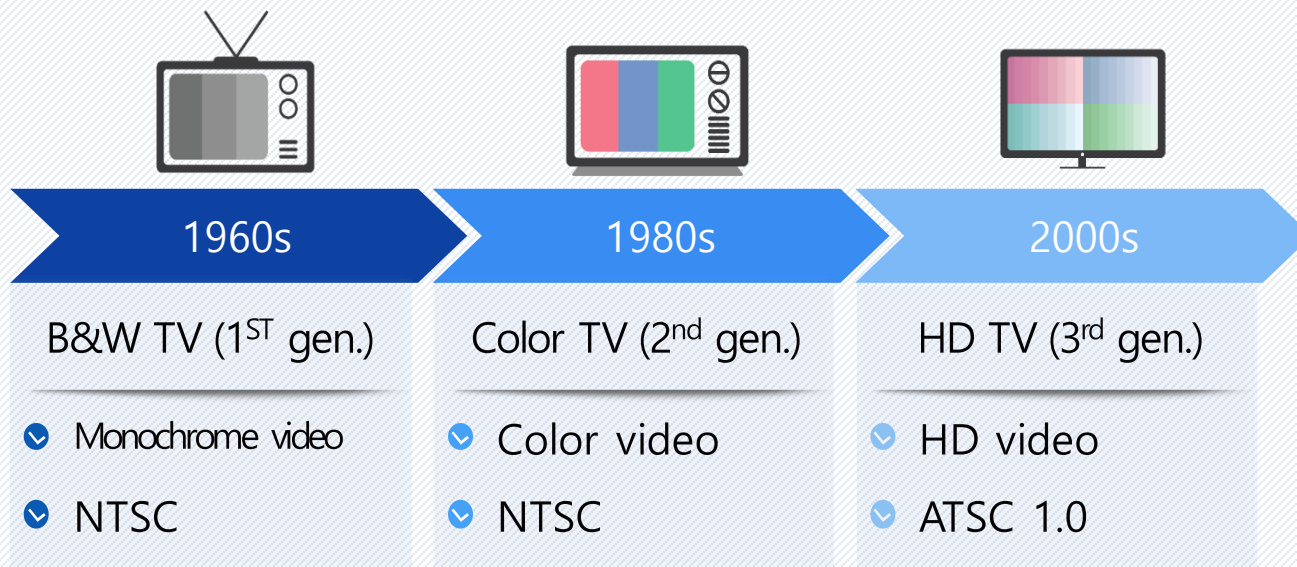 1960s
1980s
2000s
B&W TV (1ST gen.)
Color TV (2nd gen.)
HD TV (3rd gen.)
Monochrome video
Color video
HD video
NTSC
NTSC
ATSC 1.0